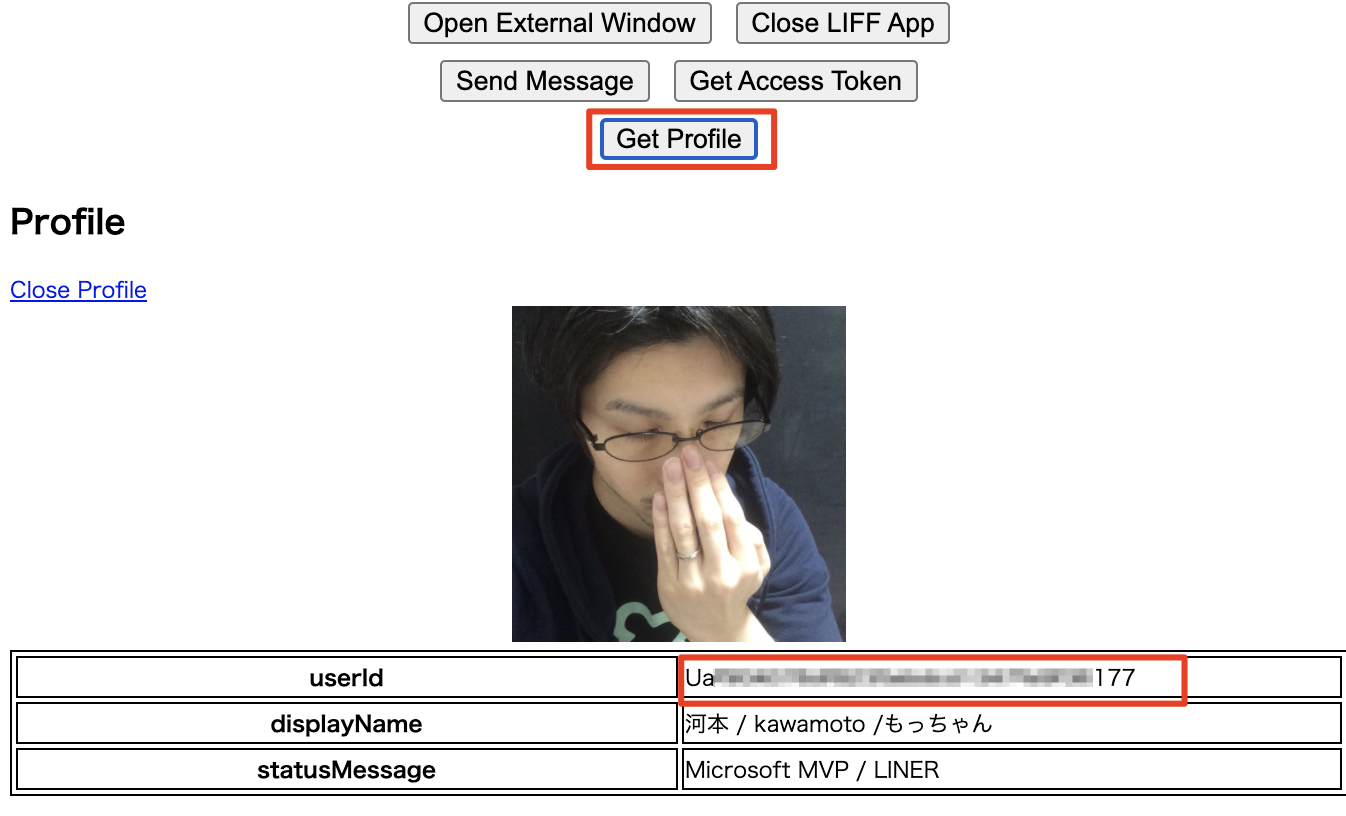 Open External Window Close LIFF App
Send Message Get Access Token
Get Profile
Profile
Close Profile
userId Ua 177
displayName 河本 / kawamoto /もっちゃん
statusMessage Microsoft MVP / LINER